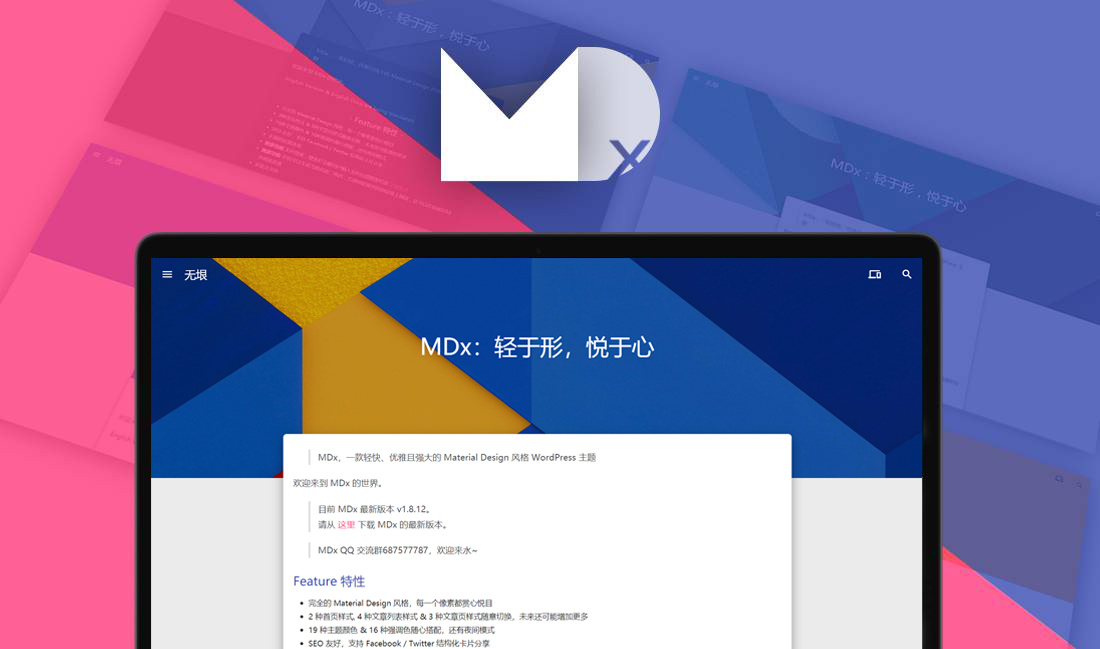 MDx：轻于形，悦于心
无垠
MDx：轻于形，悦于心
X
无垠
MDx：轻于形，悦于心
MDx，一款轻快、优雅且强大的 Material Design 风格 WordPress 主题
欢迎来到 MDx 的世界。
目前 MDx 最新版本 v1.8.12。
请从 这里 下载 MDx 的最新版本。
MDx QQ 交流群687577787，欢迎来水~
Feature 特性
完全的 Material Design 风格，每一个像素都赏心悦目
2 种首页样式, 4 种文章列表样式 & 3 种文章页样式随意切换，未来还可能增加更多
19 种主题颜色 & 16 种强调色随心搭配，还有夜间模式
SEO 友好，支持 Facebook / Twitter 结构化卡片分享